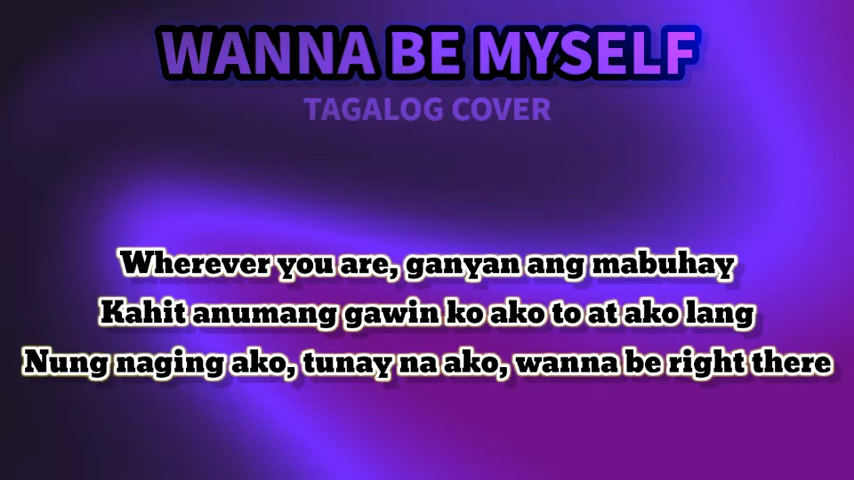 WANNA BE MYSELF
TAGALOG COVER
Wherever you are, ganyan ang mabuhay
Kahit anumang gawin ko ako to at ako lang
Nung naging ako, tunay na ako, wanna be right there